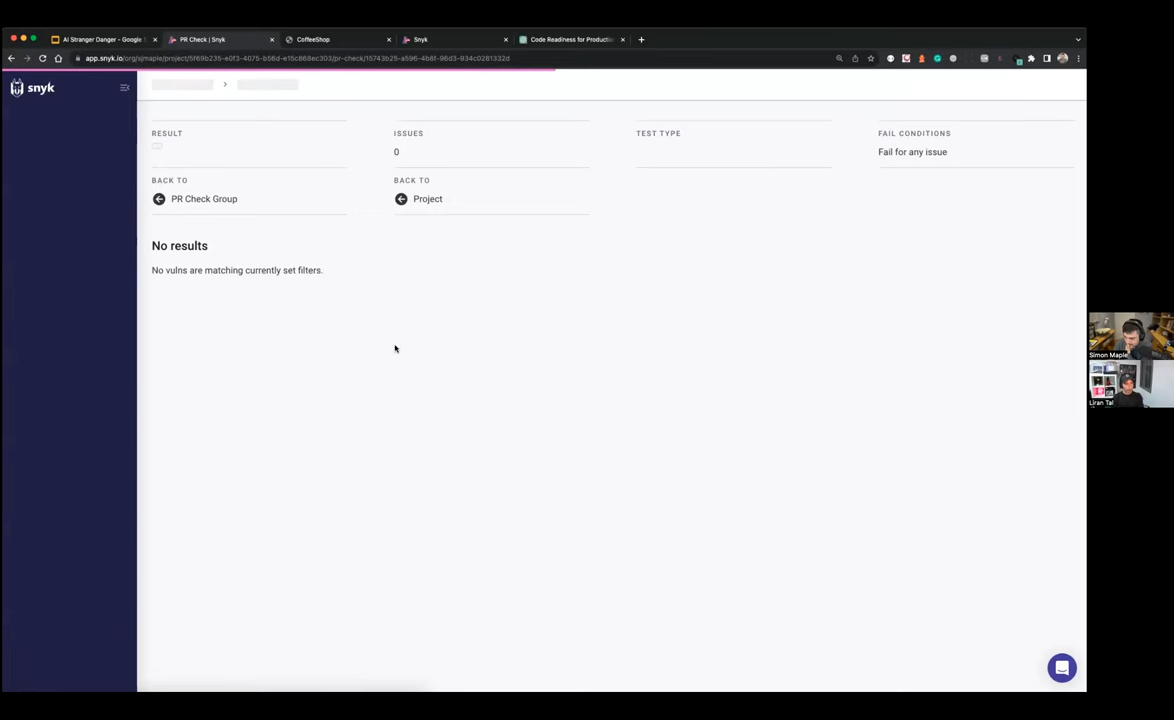 AI Stranger Danger - Google S
PR Check | Snyk
CoffeeShop
Snyk
Code Readiness for Productio
app.snyk.io/org/sjmaple/project/5f69b235-e0f3-4075-b56d-e15c868ec303/pr-check/15743b25-a596-4b8f-96d3-934c0281332d
snyk
RESULT
ISSUES
0
TEST TYPE
FAIL CONDITIONS
Fail for any issue
BACK TO
PR Check Group
BACK TO
Project
No results
No vulns are matching currently set filters.
Simon Maple
Liran Tal